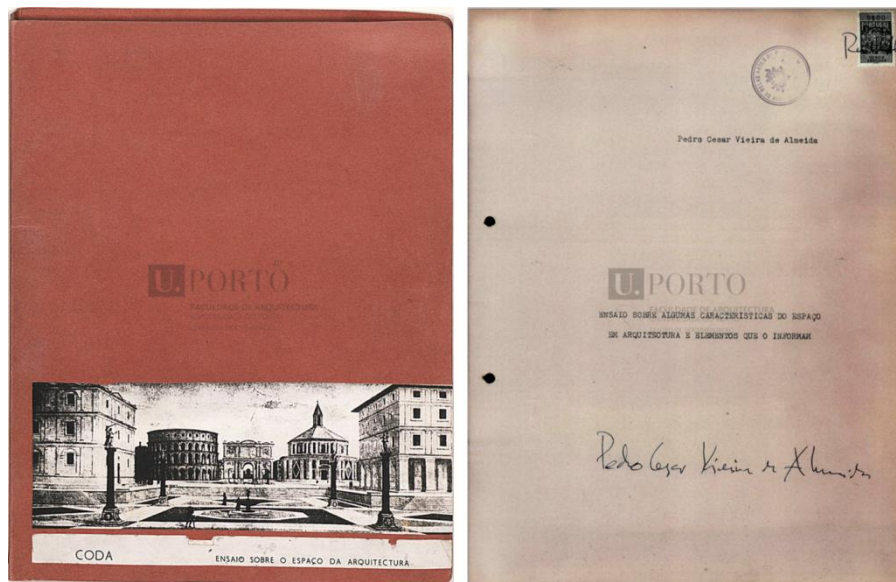 U. PORTO
FACULDADE DE ARQUITECTURA
CODA
ENSAIO SOBRE O ESPAÇO DA ARQUITECTURA
Pedro Cesar Vieira de Almeida
U. PORTO
FACULDADE DE ARQUITECTURA
ENSAIO SOBRE ALGUMAS CARACTERISTICAS DO ESPAÇO
EM ARQUITECTURA E ELEMENTOS QUE O INFORMAM
Pedro Cesar Vieira de Almeida